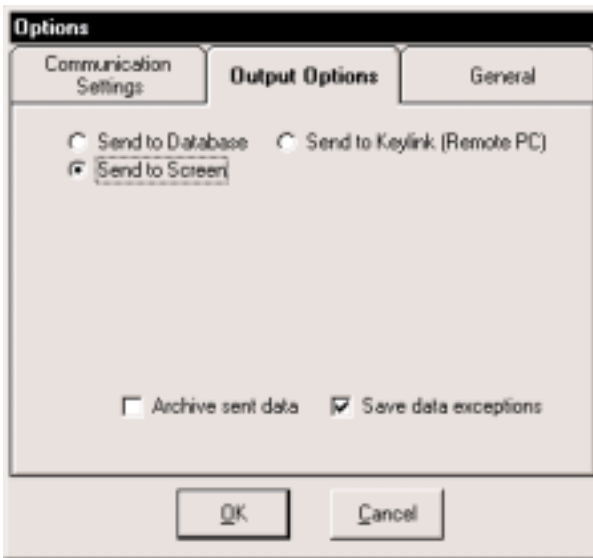 Options
Communication Settings
Output Options
General
Send to Database
Send to Keylink (Remote PC)
Send to Screen
Archive sent data
Save data exceptions
OK
Cancel